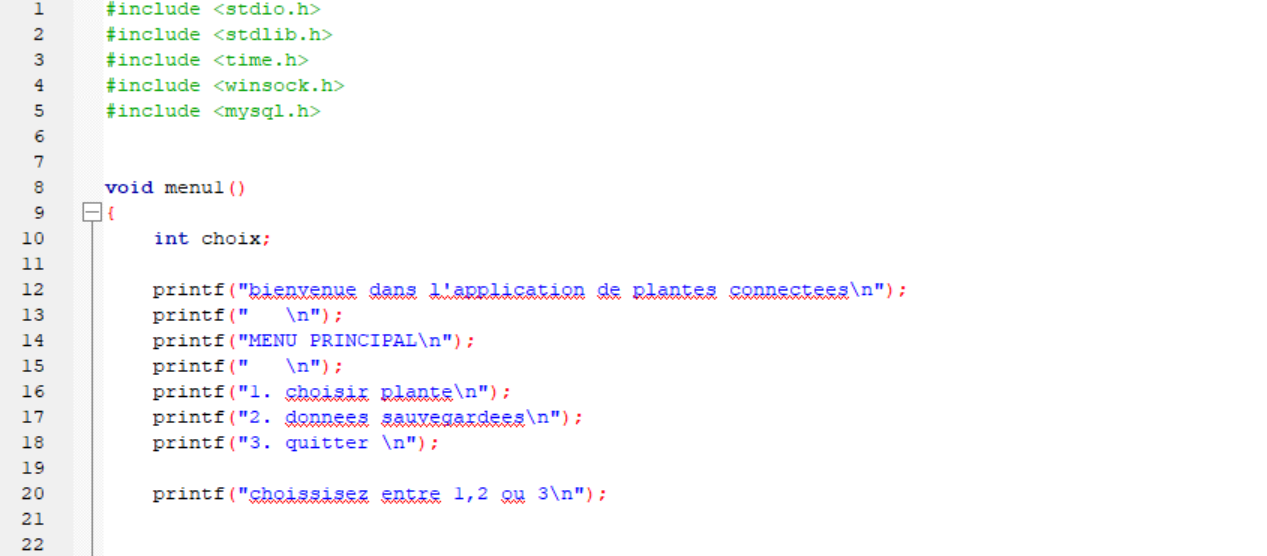 1 #include <stdio.h>
2 #include <stdlib.h>
3 #include <time.h>
4 #include <winsock.h>
5 #include <mysql.h>
6
7
8 void menu1()
9 {
10 int choix;
11
12 printf("bienvenue dans l'application de plantes connectees\n");
13 printf("   \n");
14 printf("MENU PRINCIPAL\n");
15 printf("   \n");
16 printf("1. choisir plante\n");
17 printf("2. donnees sauvegardees\n");
18 printf("3. quitter \n");
19
20 printf("choissisez entre 1,2 ou 3\n");
21
22